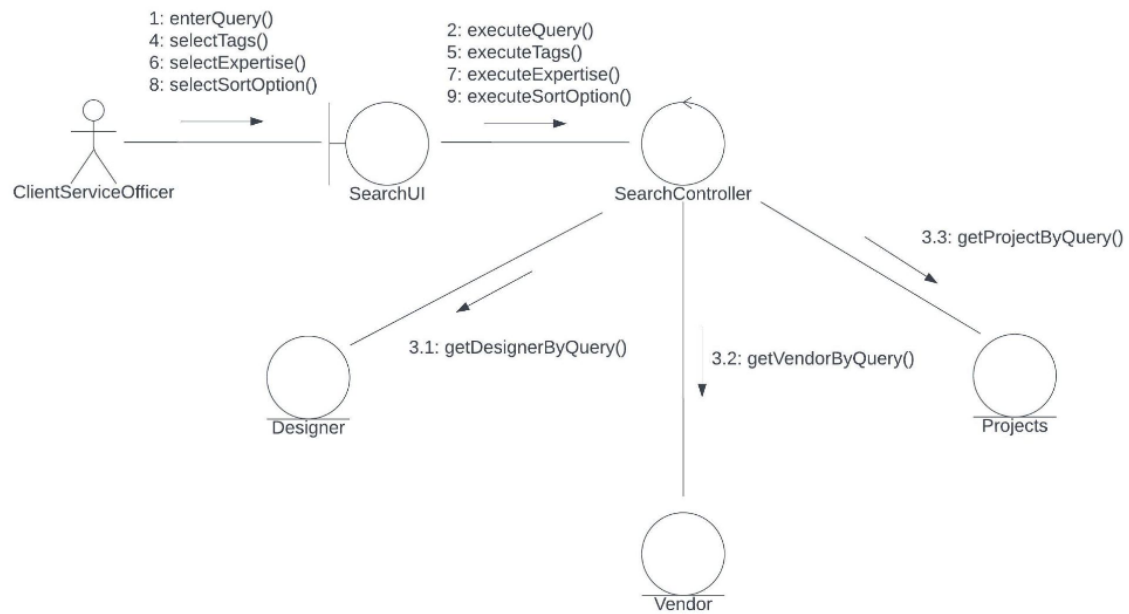 1: enterQuery()
4: selectTags()
6: selectExpertise()
8: selectSortOption()
2: executeQuery()
5: executeTags()
7: executeExpertise()
9: executeSortOption()
ClientServiceOfficer
SearchUI
SearchController
3.3: getProjectByQuery()
3.1: getDesignerByQuery()
3.2: getVendorByQuery()
Designer
Projects
Vendor